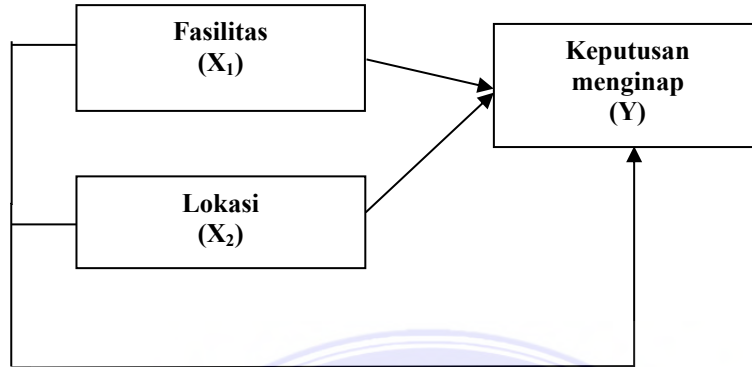 Fasilitas
(X₁)
Keputusan
menginap
(Y)
Lokasi
(X₂)